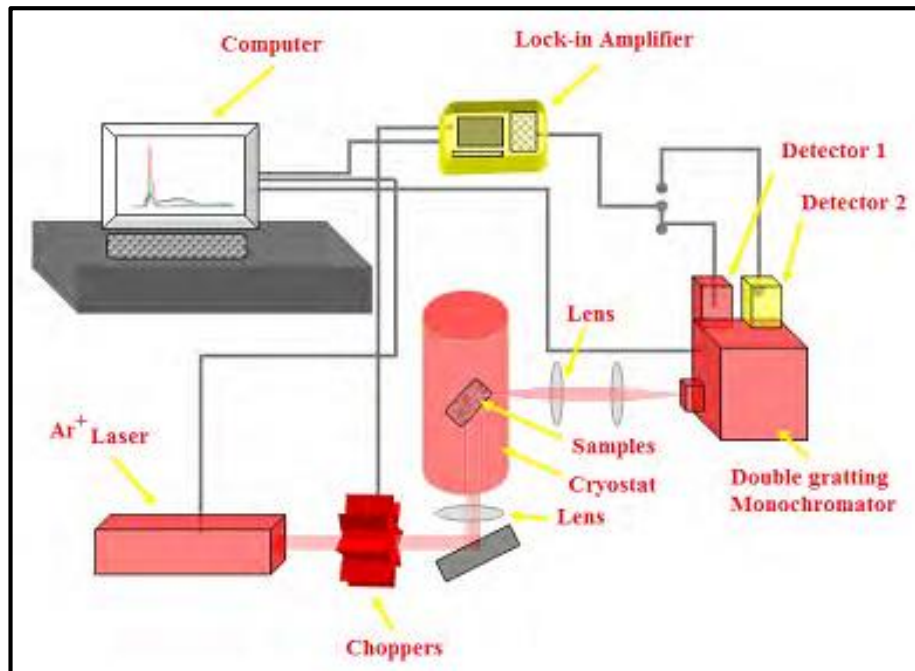 Computer
Lock-in Amplifier
Detector 1
Detector 2
Lens
Ar+ Laser
Samples
Cryostat
Lens
Double gratting
Monochromator
Choppers